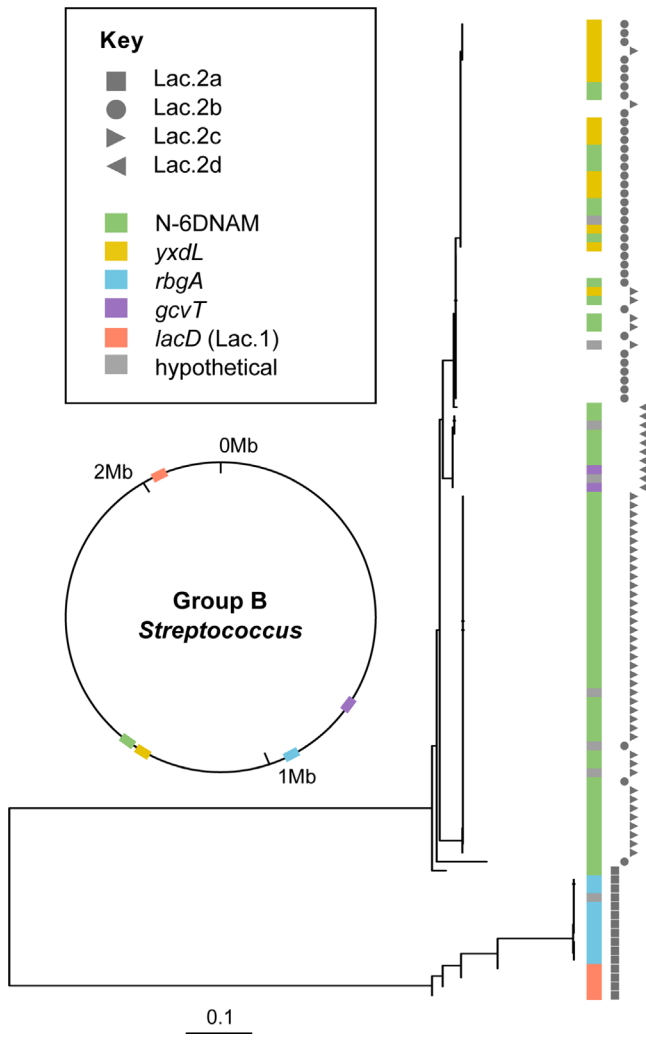 Key
Lac.2a
Lac.2b
Lac.2c
Lac.2d
N-6DNAM
yxdL
rbgA
gcvT
lacD (Lac.1)
hypothetical
0Mb
2Mb
Group B
Streptococcus
1Mb
0.1